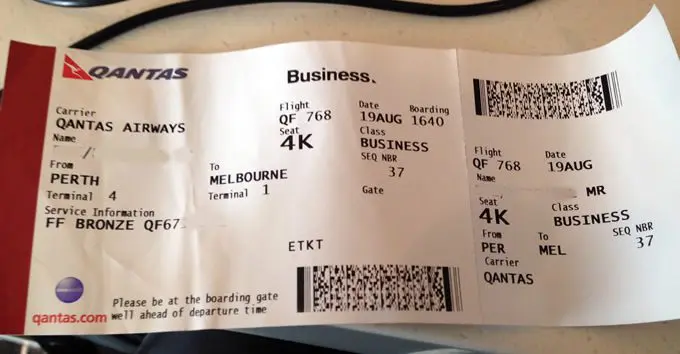 QANTAS
Business.
Carrier
QANTAS AIRWAYS
Flight Date Boarding
QF 768 19AUG 1640
Name
/
Seat Class
4K BUSINESS
SEQ NBR
37
From To
PERTH MELBOURNE
Terminal 4 Terminal 1
Gate
Service Information
FF BRONZE QF67
ETKT
qantas.com
Please be at the boarding gate
well ahead of departure time
Flight Date
QF 768 19AUG
Name
MR
Seat Class
4K BUSINESS
From To SEQ NBR
PER MEL 37
Carrier
QANTAS